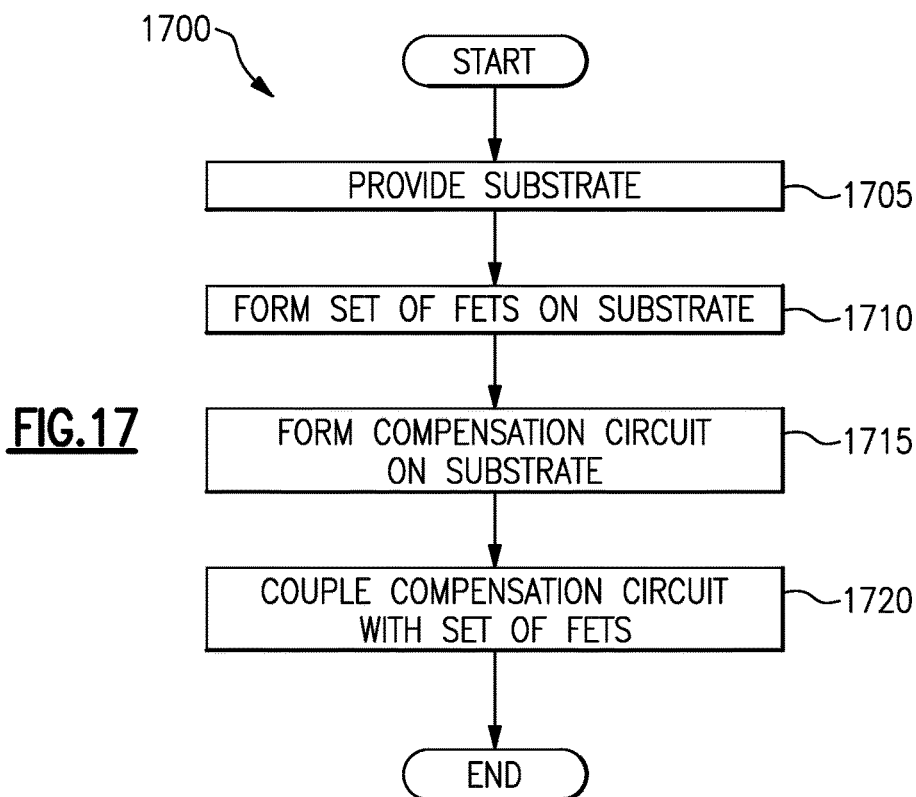 1700
START
PROVIDE SUBSTRATE
1705
FORM SET OF FETS ON SUBSTRATE
1710
FIG.17
FORM COMPENSATION CIRCUIT
ON SUBSTRATE
1715
COUPLE COMPENSATION CIRCUIT
WITH SET OF FETS
1720
END